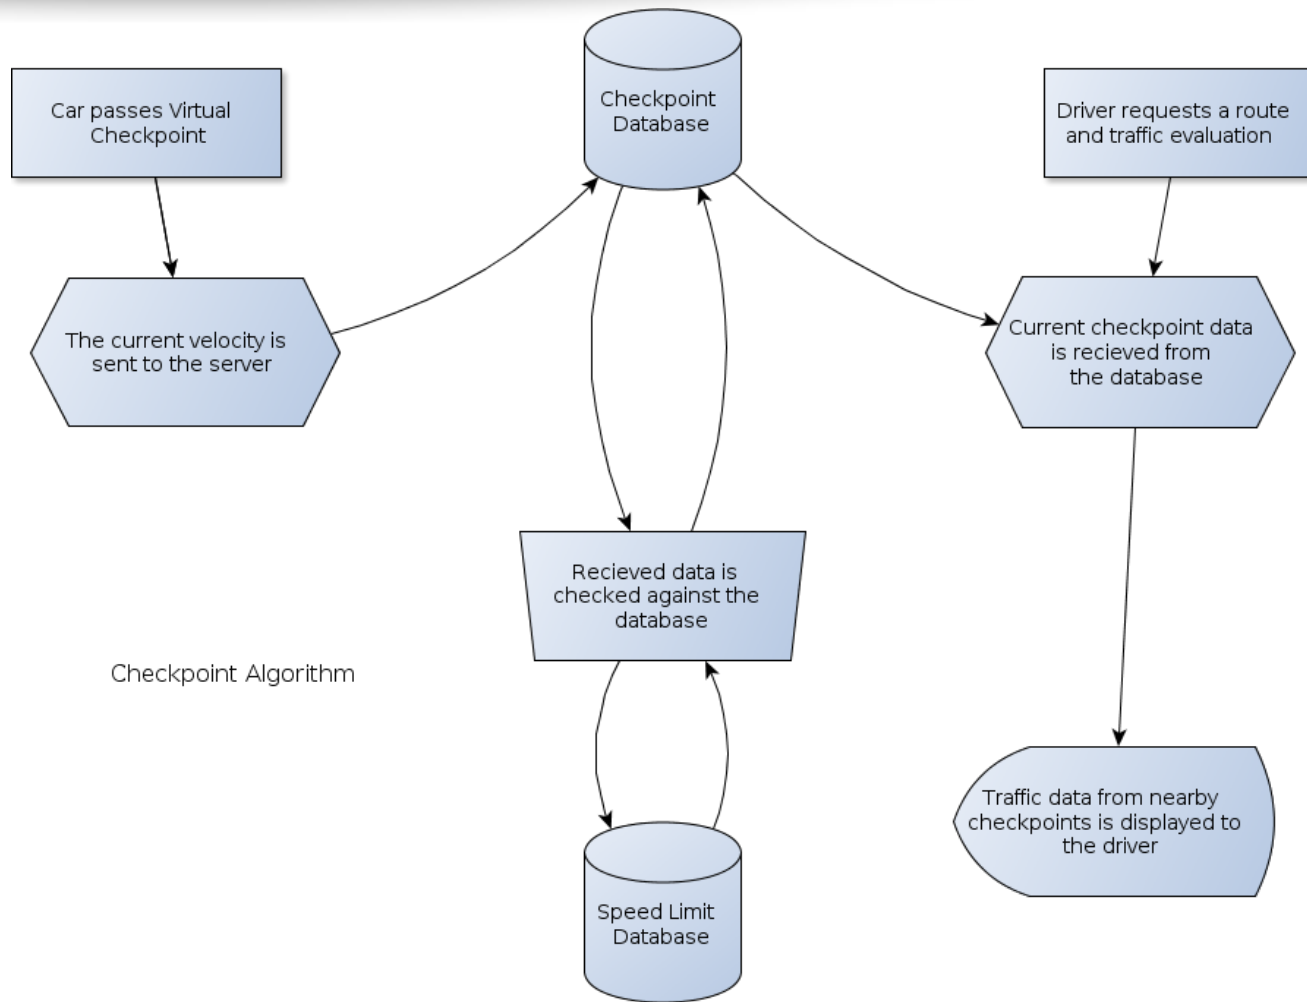 Car passes Virtual
Checkpoint
Checkpoint
Database
Driver requests a route
and traffic evaluation
The current velocity is
sent to the server
Current checkpoint data
is recieved from
the database
Recieved data is
checked against the
database
Checkpoint Algorithm
Traffic data from nearby
checkpoints is displayed to
the driver
Speed Limit
Database